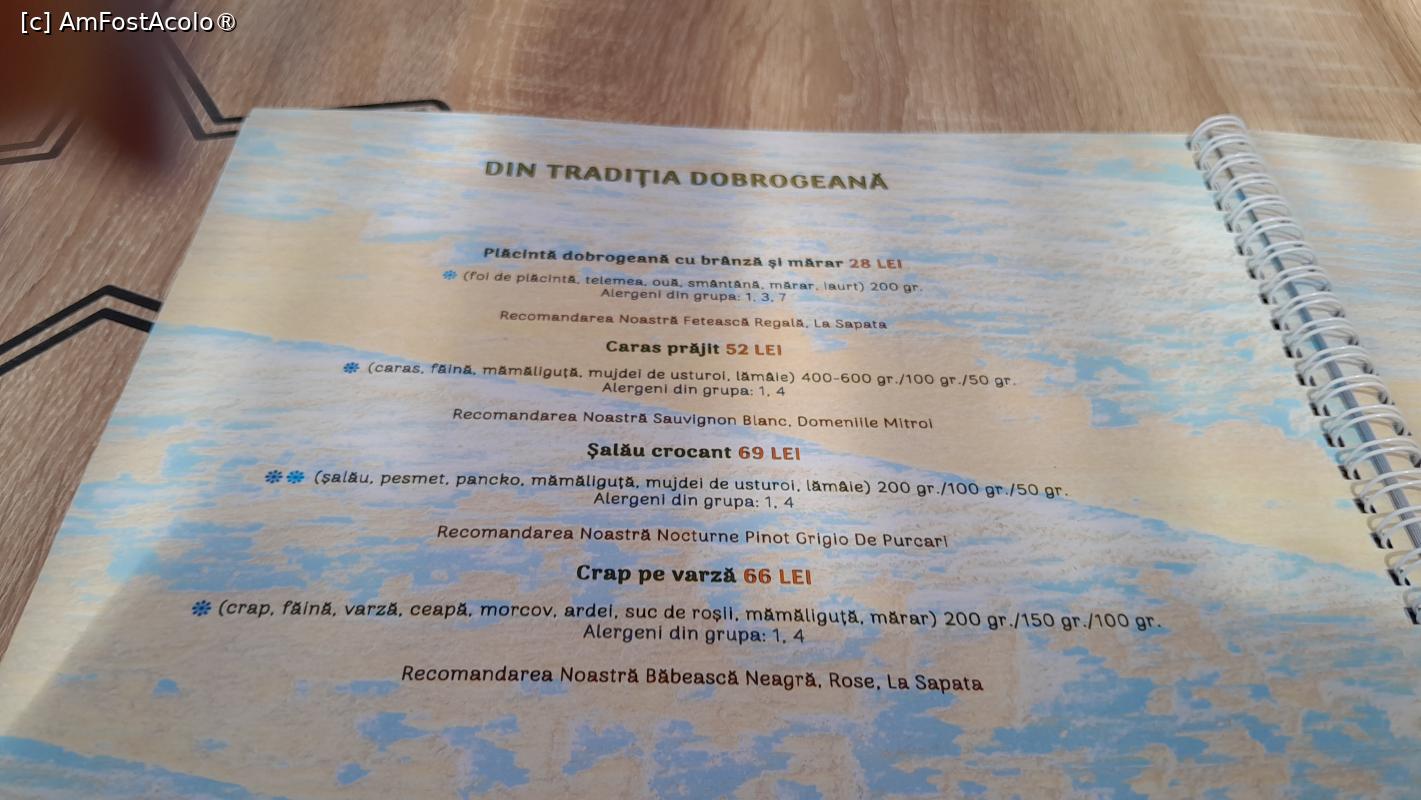 [c] AmFostAcolo®
DIN TRADIȚIA DOBROGEANĂ
Plăcintă dobrogeană cu brânză și mărar 28 LEI
(foi de plăcintă, telemea, ouă, smântână, mărar, iaurt) 200 gr.
Alergeni din grupa: 1, 3, 7
Recomandarea Noastră Fetească Regală, La Sapata
Caras prăjit 52 LEI
(caras, făină, mămăliguță, mujdei de usturoi, lămâie) 400-600 gr./100 gr./50 gr.
Alergeni din grupa: 1, 4
Recomandarea Noastră Sauvignon Blanc, Domeniile Mitroi
Șalău crocant 69 LEI
(șalău, pesmet, pancko, mămăliguță, mujdei de usturoi, lămâie) 200 gr./100 gr./50 gr.
Alergeni din grupa: 1, 4
Recomandarea Noastră Nocturne Pinot Grigio De Purcari
Crap pe varză 66 LEI
(crap, făină, varză, ceapă, morcov, ardei, suc de roșii, mămăliguță, mărar) 200 gr./150 gr./100 gr.
Alergeni din grupa: 1, 4
Recomandarea Noastră Băbească Neagră, Rose, La Sapata